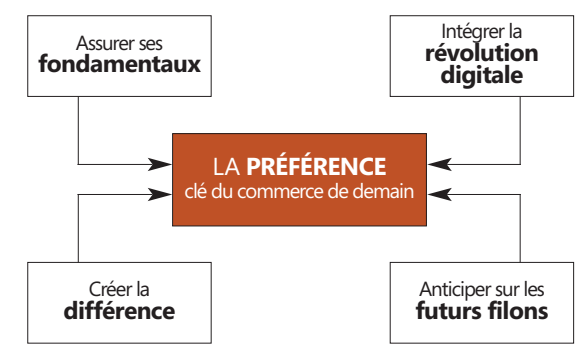 Assurer ses
fondamentaux
Intégrer la
révolution
digitale
LA PRÉFÉRENCE
clé du commerce de demain
Créer la
différence
Anticiper sur les
futurs filons